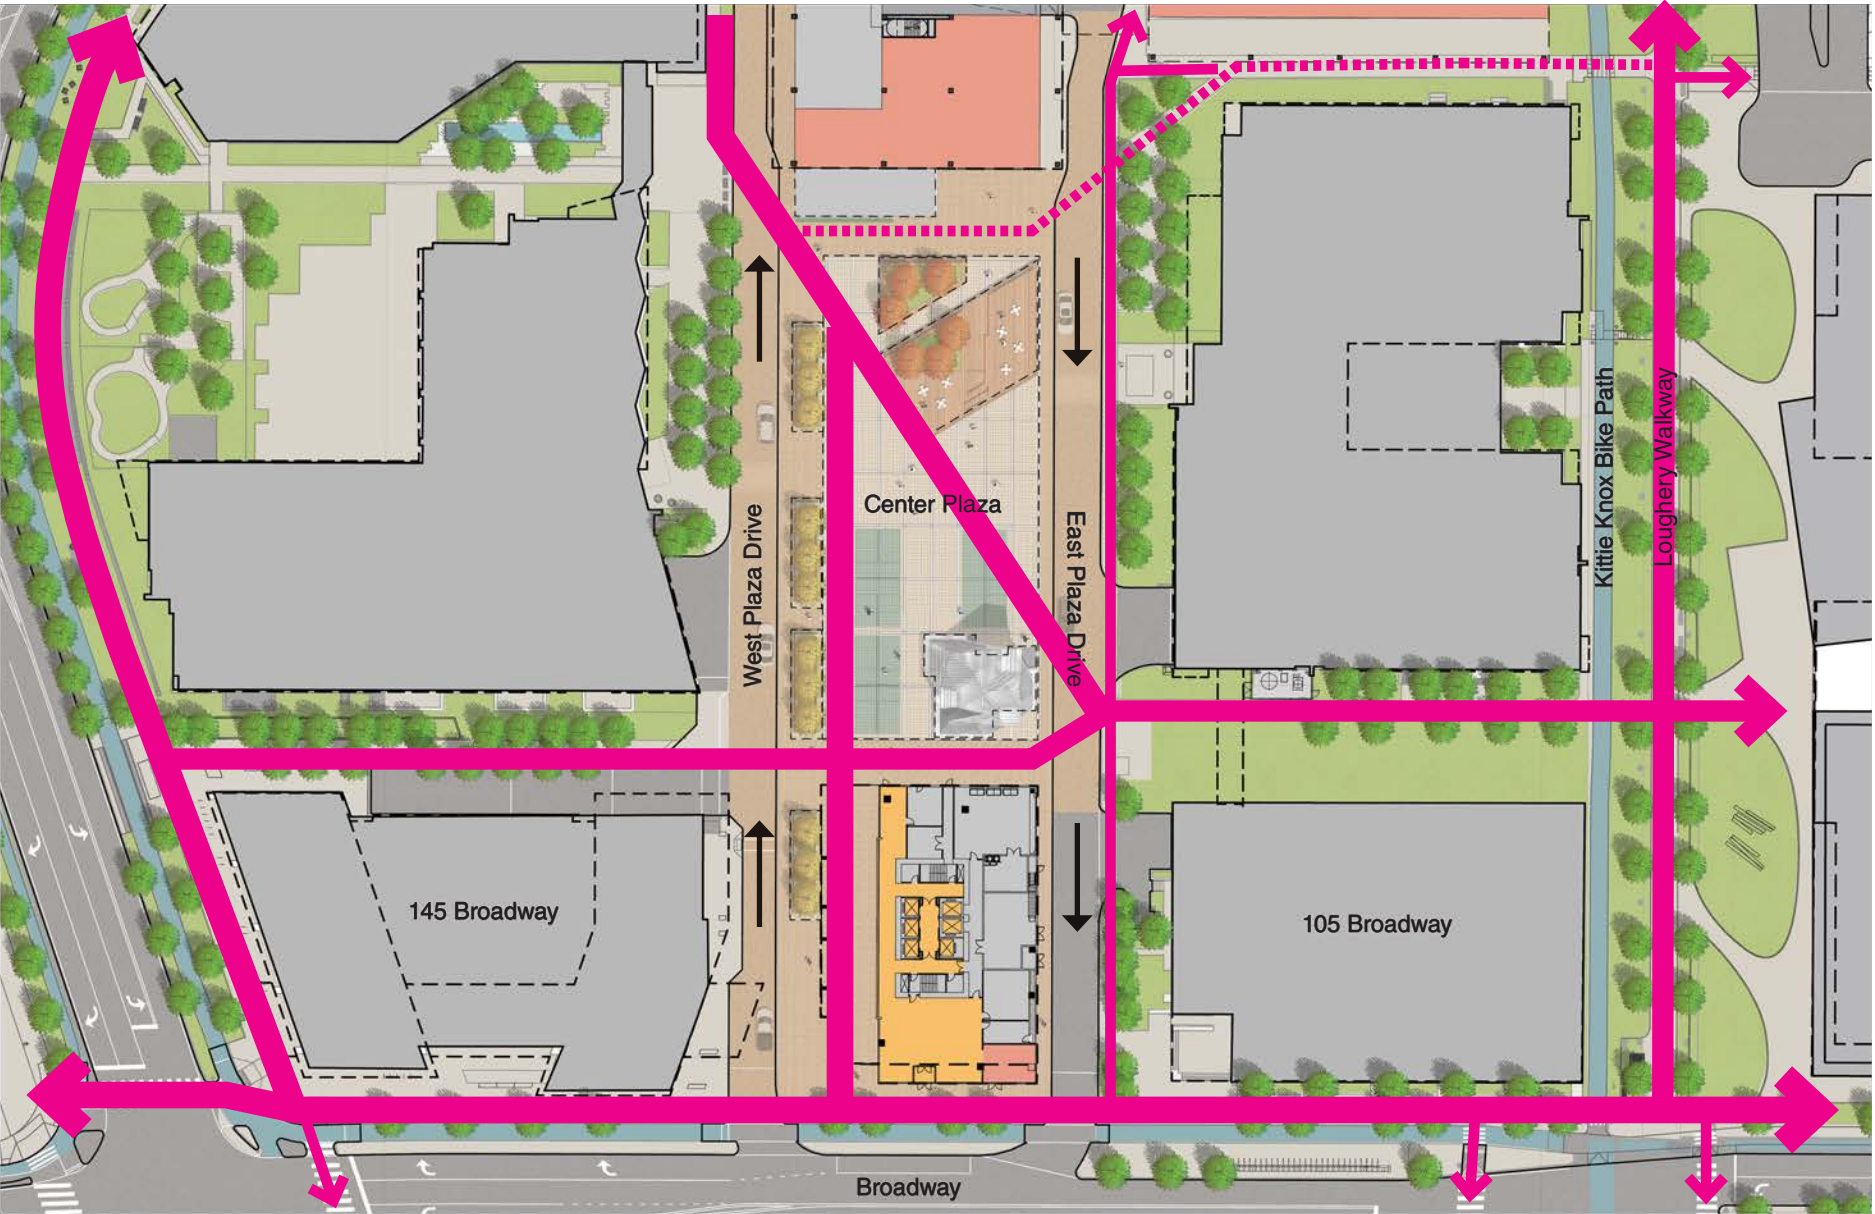 Center Plaza
West Plaza Drive
East Plaza Drive
Kittie Knox Bike Path
Loughery Walkway
145 Broadway
105 Broadway
Broadway